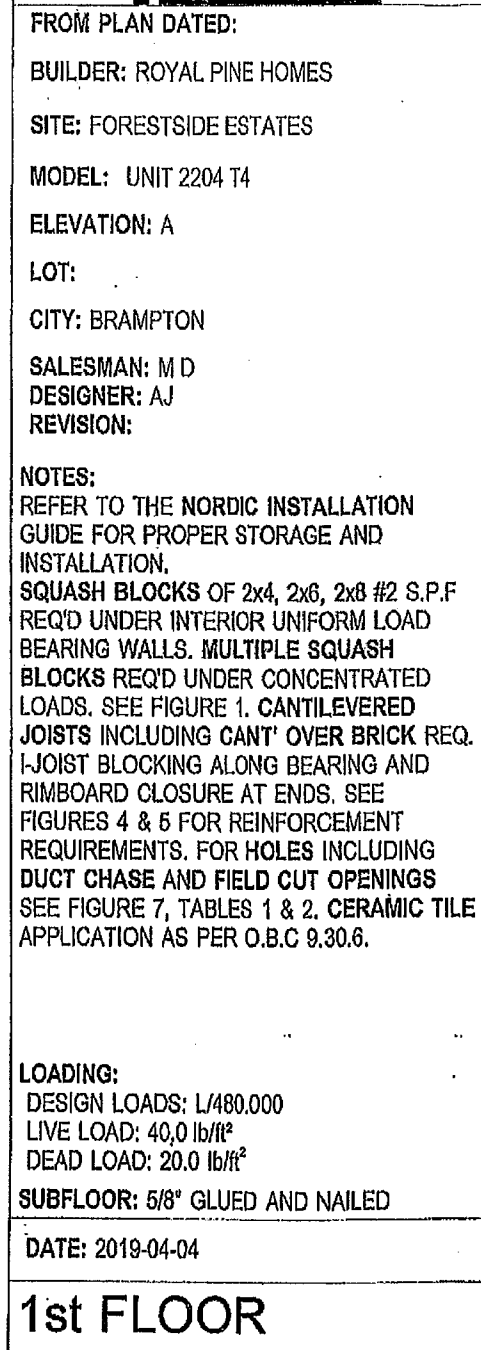 FROM PLAN DATED:
BUILDER: ROYAL PINE HOMES
SITE: FORESTSIDE ESTATES
MODEL: UNIT 2204 T4
ELEVATION: A
LOT:
CITY: BRAMPTON
SALESMAN: M D
DESIGNER: AJ
REVISION:
NOTES:
REFER TO THE NORDIC INSTALLATION
GUIDE FOR PROPER STORAGE AND
INSTALLATION.
SQUASH BLOCKS OF 2x4, 2x6, 2x8 #2 S.P.F
REQ'D UNDER INTERIOR UNIFORM LOAD
BEARING WALLS. MULTIPLE SQUASH
BLOCKS REQ'D UNDER CONCENTRATED
LOADS. SEE FIGURE 1. CANTILEVERED
JOISTS INCLUDING CANT' OVER BRICK REQ.
I-JOIST BLOCKING ALONG BEARING AND
RIMBOARD CLOSURE AT ENDS. SEE
FIGURES 4 & 5 FOR REINFORCEMENT
REQUIREMENTS. FOR HOLES INCLUDING
DUCT CHASE AND FIELD CUT OPENINGS
SEE FIGURE 7, TABLES 1 & 2. CERAMIC TILE
APPLICATION AS PER O.B.C 9.30.6.
LOADING:
DESIGN LOADS: L/480.000
LIVE LOAD: 40.0 lb/ft²
DEAD LOAD: 20.0 lb/ft²
SUBFLOOR: 5/8" GLUED AND NAILED
DATE: 2019-04-04
1st FLOOR